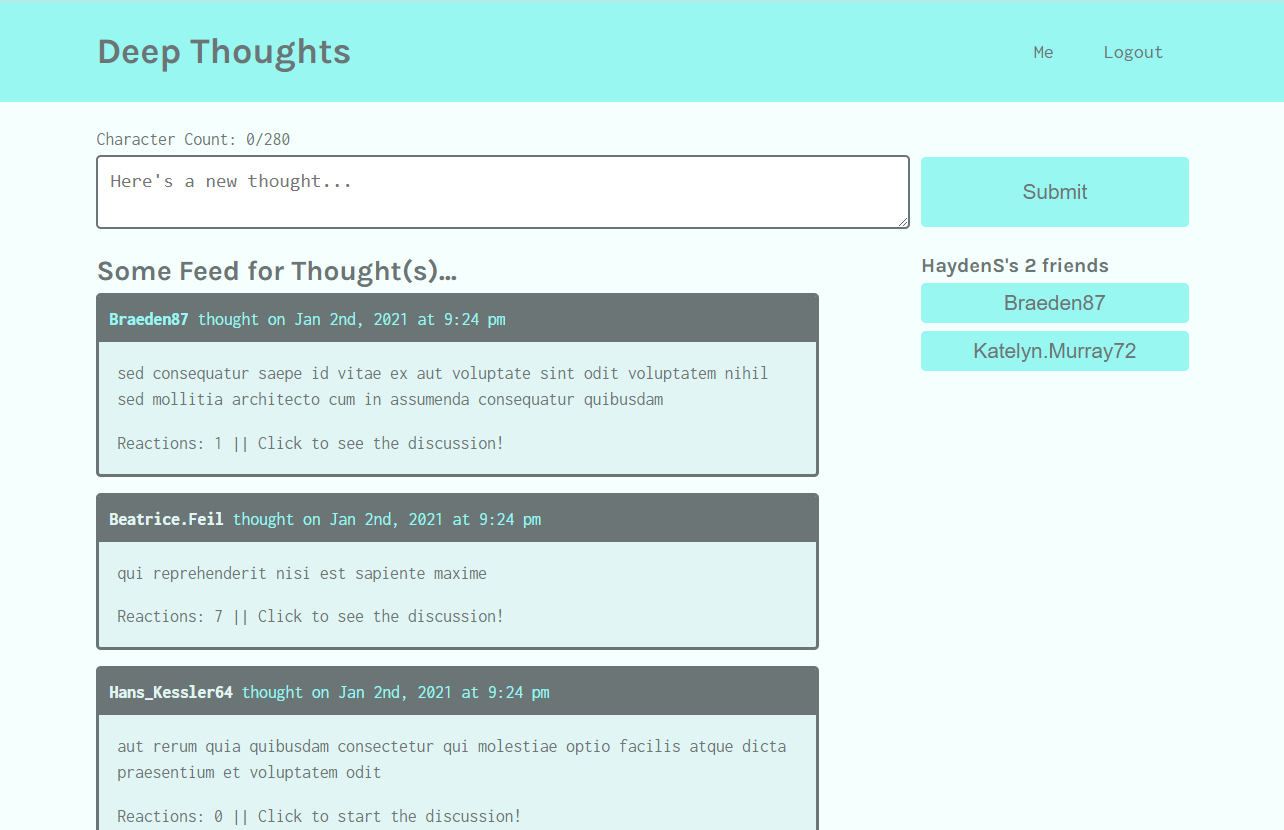 Deep Thoughts
Me
Logout
Character Count: 0/280
Here's a new thought...
Submit
Some Feed for Thought(s)...
Braeden87 thought on Jan 2nd, 2021 at 9:24 pm
sed consequatur saepe id vitae ex aut voluptate sint odit voluptatem nihil
sed mollitia architecto cum in assumenda consequatur quibusdam
Reactions: 1 || Click to see the discussion!
Beatrice.Feil thought on Jan 2nd, 2021 at 9:24 pm
qui reprehenderit nisi est sapiente maxime
Reactions: 7 || Click to see the discussion!
Hans_Kessler64 thought on Jan 2nd, 2021 at 9:24 pm
aut rerum quia quibusdam consectetur qui molestiae optio facilis atque dicta
praesentium et voluptatem odit
Reactions: 0 || Click to start the discussion!
HaydenS's 2 friends
Braeden87
Katelyn.Murray72